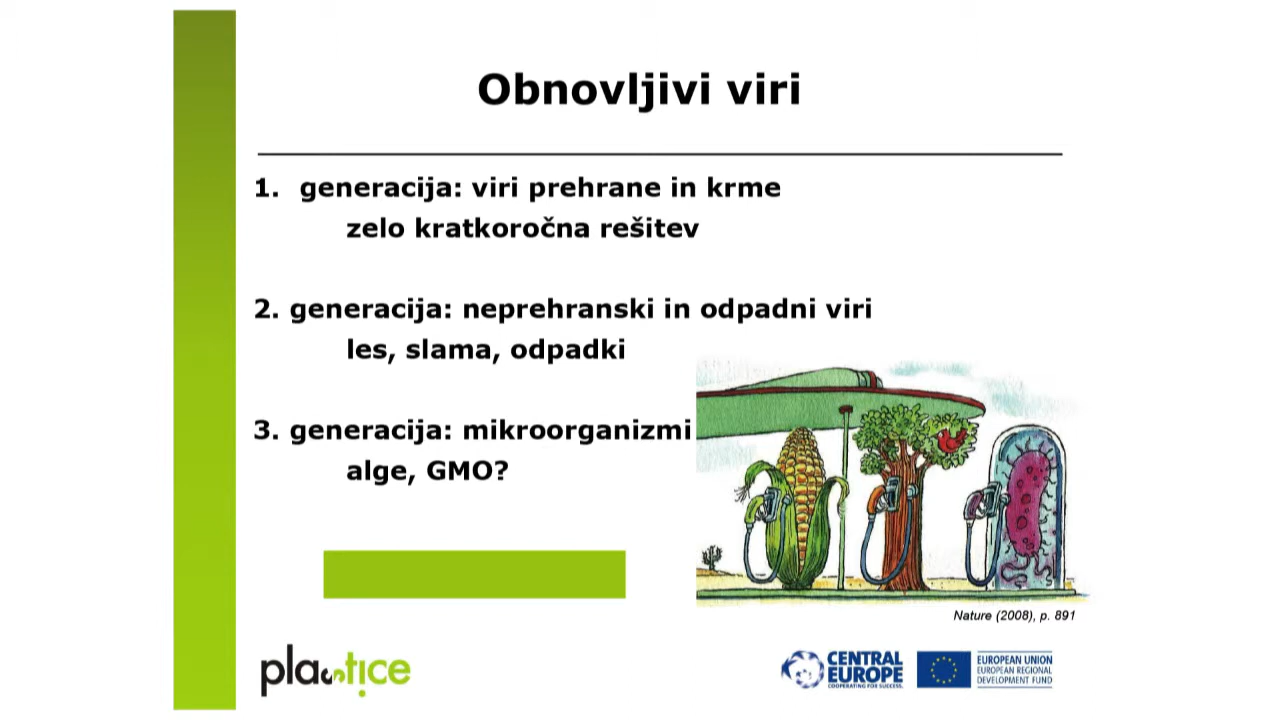 Obnovljivi viri
1. generacija: viri prehrane in krme
zelo kratkoročna rešitev
2. generacija: neprehranski in odpadni viri
les, slama, odpadki
3. generacija: mikroorganizmi
alge, GMO?
Nature (2008), p. 891
plastice
CENTRAL
EUROPE
COOPERATING FOR SUCCESS.
EUROPEAN UNION
EUROPEAN REGIONAL
DEVELOPMENT FUND